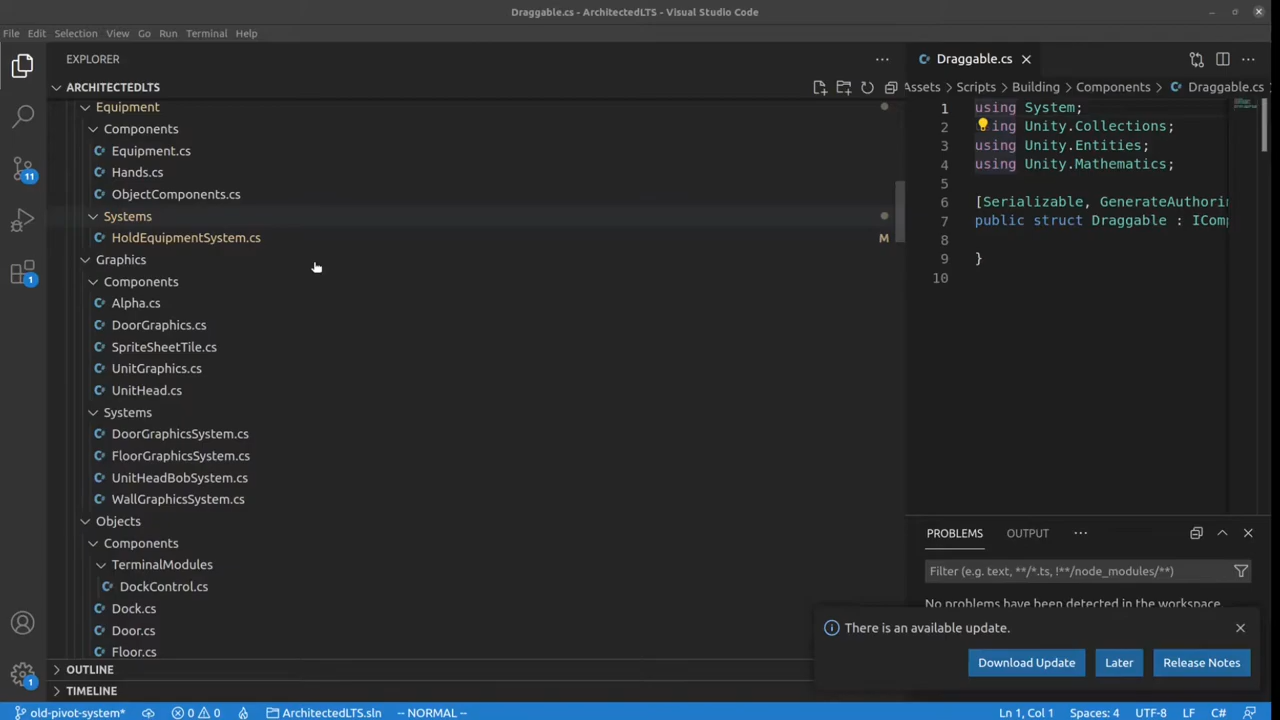 Draggable.cs - ArchitectedLTS - Visual Studio Code
File Edit Selection View Go Run Terminal Help
EXPLORER
ARCHITECTEDLTS
Equipment
Components
Equipment.cs
Hands.cs
ObjectComponents.cs
Systems
HoldEquipmentSystem.cs M
Graphics
Components
Alpha.cs
DoorGraphics.cs
SpriteSheetTile.cs
UnitGraphics.cs
UnitHead.cs
Systems
DoorGraphicsSystem.cs
FloorGraphicsSystem.cs
UnitHeadBobSystem.cs
WallGraphicsSystem.cs
Objects
Components
TerminalModules
DockControl.cs
Dock.cs
Door.cs
Floor.cs
OUTLINE
TIMELINE
11
1
1
Draggable.cs
Assets > Scripts > Building > Components > Draggable.cs
1 using System;
2 ing Unity.Collections;
3 using Unity.Entities;
4 using Unity.Mathematics;
5
6 [Serializable, GenerateAuthorin
7 public struct Draggable : IComp
8
9 }
10
PROBLEMS OUTPUT
Filter (e.g. text, **/*.ts, !**/node_modules/**)
No problems have been detected in the workspace
There is an available update.
Download Update Later Release Notes
old-pivot-system* 0 0 ArchitectedLTS.sln -- NORMAL -- Ln 1, Col 1 Spaces: 4 UTF-8 LF C#